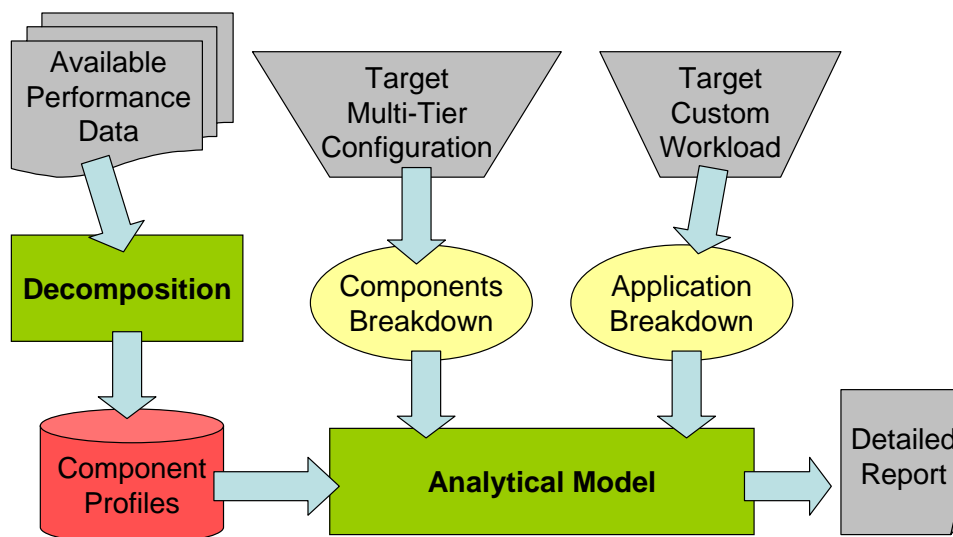 Available
Performance
Data
Target
Multi-Tier
Configuration
Target
Custom
Workload
Decomposition
Components
Breakdown
Application
Breakdown
Component
Profiles
Analytical Model
Detailed
Report